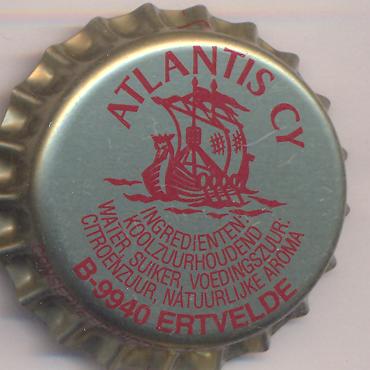 ATLANTIS CY
INGREDIENTEN:
KOOLZUURHOUDEND
WATER, SUIKER, VOEDINGSZUUR:
CITROENZUUR, NATUURLIJKE AROMA
B-9940 ERTVELDE